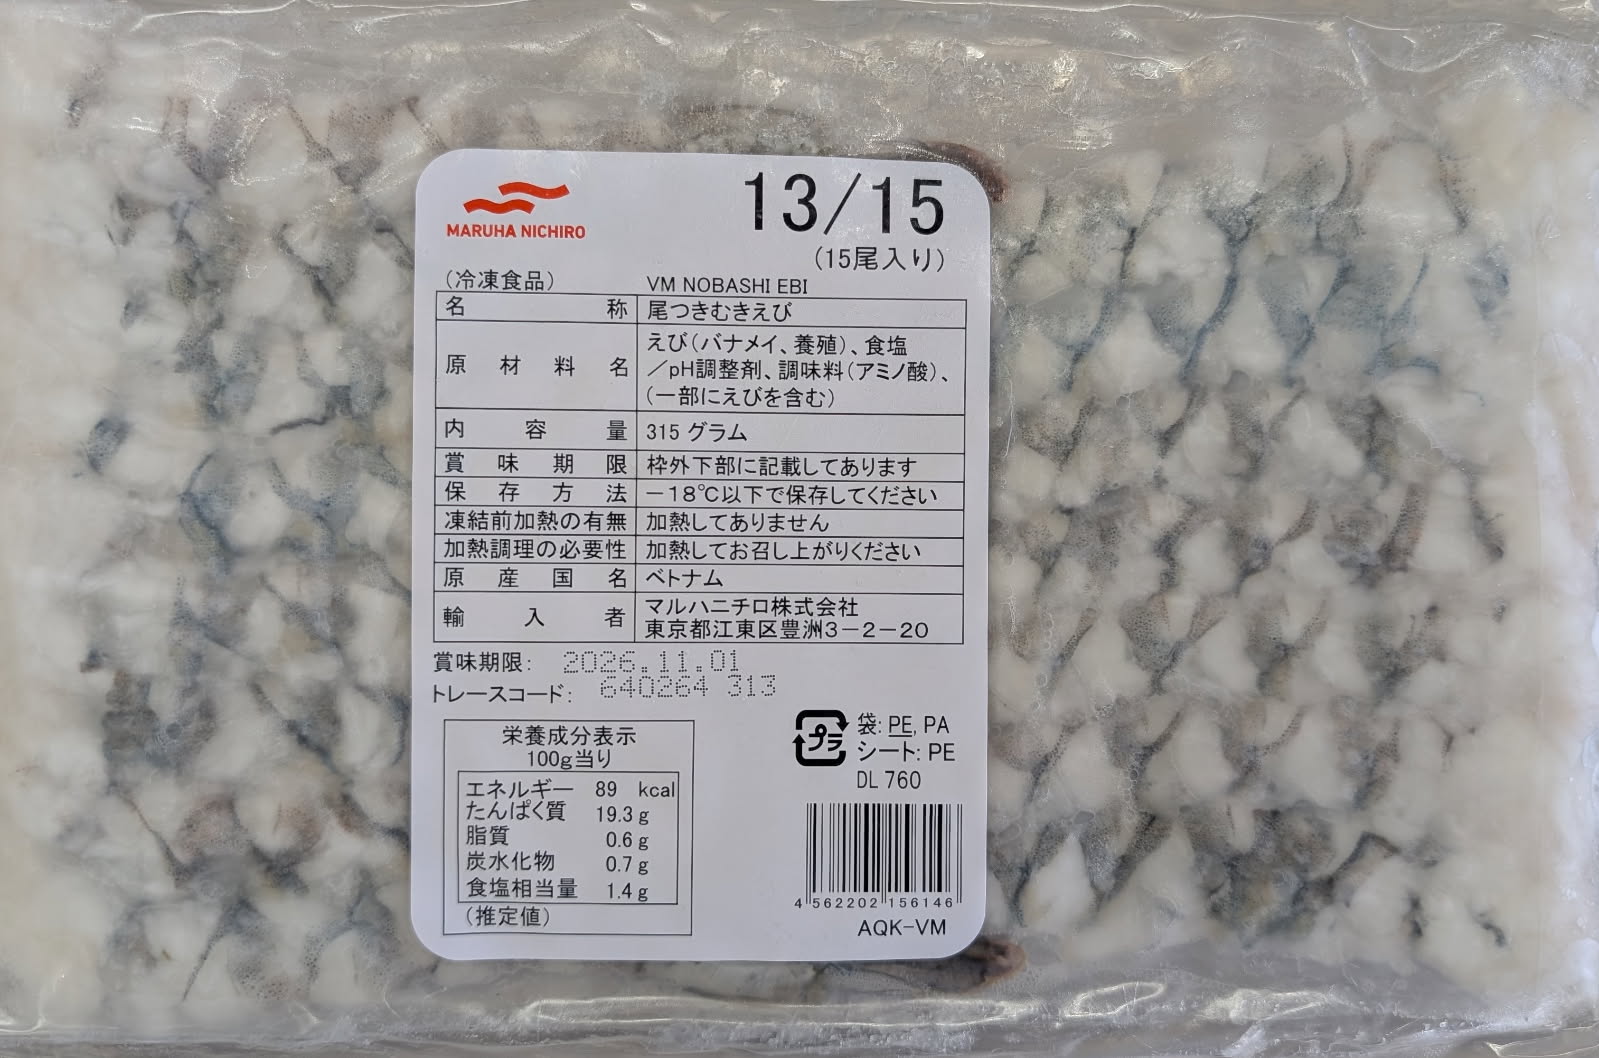 MARUHA NICHIRO
13/15
(15尾入り)
(冷凍食品) VM NOBASHI EBI
名称 尾つきむきえび
原材料名 えび(バナメイ、養殖)、食塩
/pH調整剤、調味料(アミノ酸)、
(一部にえびを含む)
内容量 315 グラム
賞味期限 枠外下部に記載してあります
保存方法 -18℃以下で保存してください
凍結前加熱の有無 加熱してありません
加熱調理の必要性 加熱してお召し上がりください
原産国名 ベトナム
輸入者 マルハニチロ株式会社
東京都江東区豊洲3-2-20
賞味期限: 2026.11.01
トレースコード: 640264 313
栄養成分表示
100g当り
エネルギー 89 kcal
たんぱく質 19.3g
脂質 0.6g
炭水化物 0.7g
食塩相当量 1.4g
(推定値)
プラ
袋: PE, PA
シート: PE
DL 760
4 562202 156146
AQK-VM